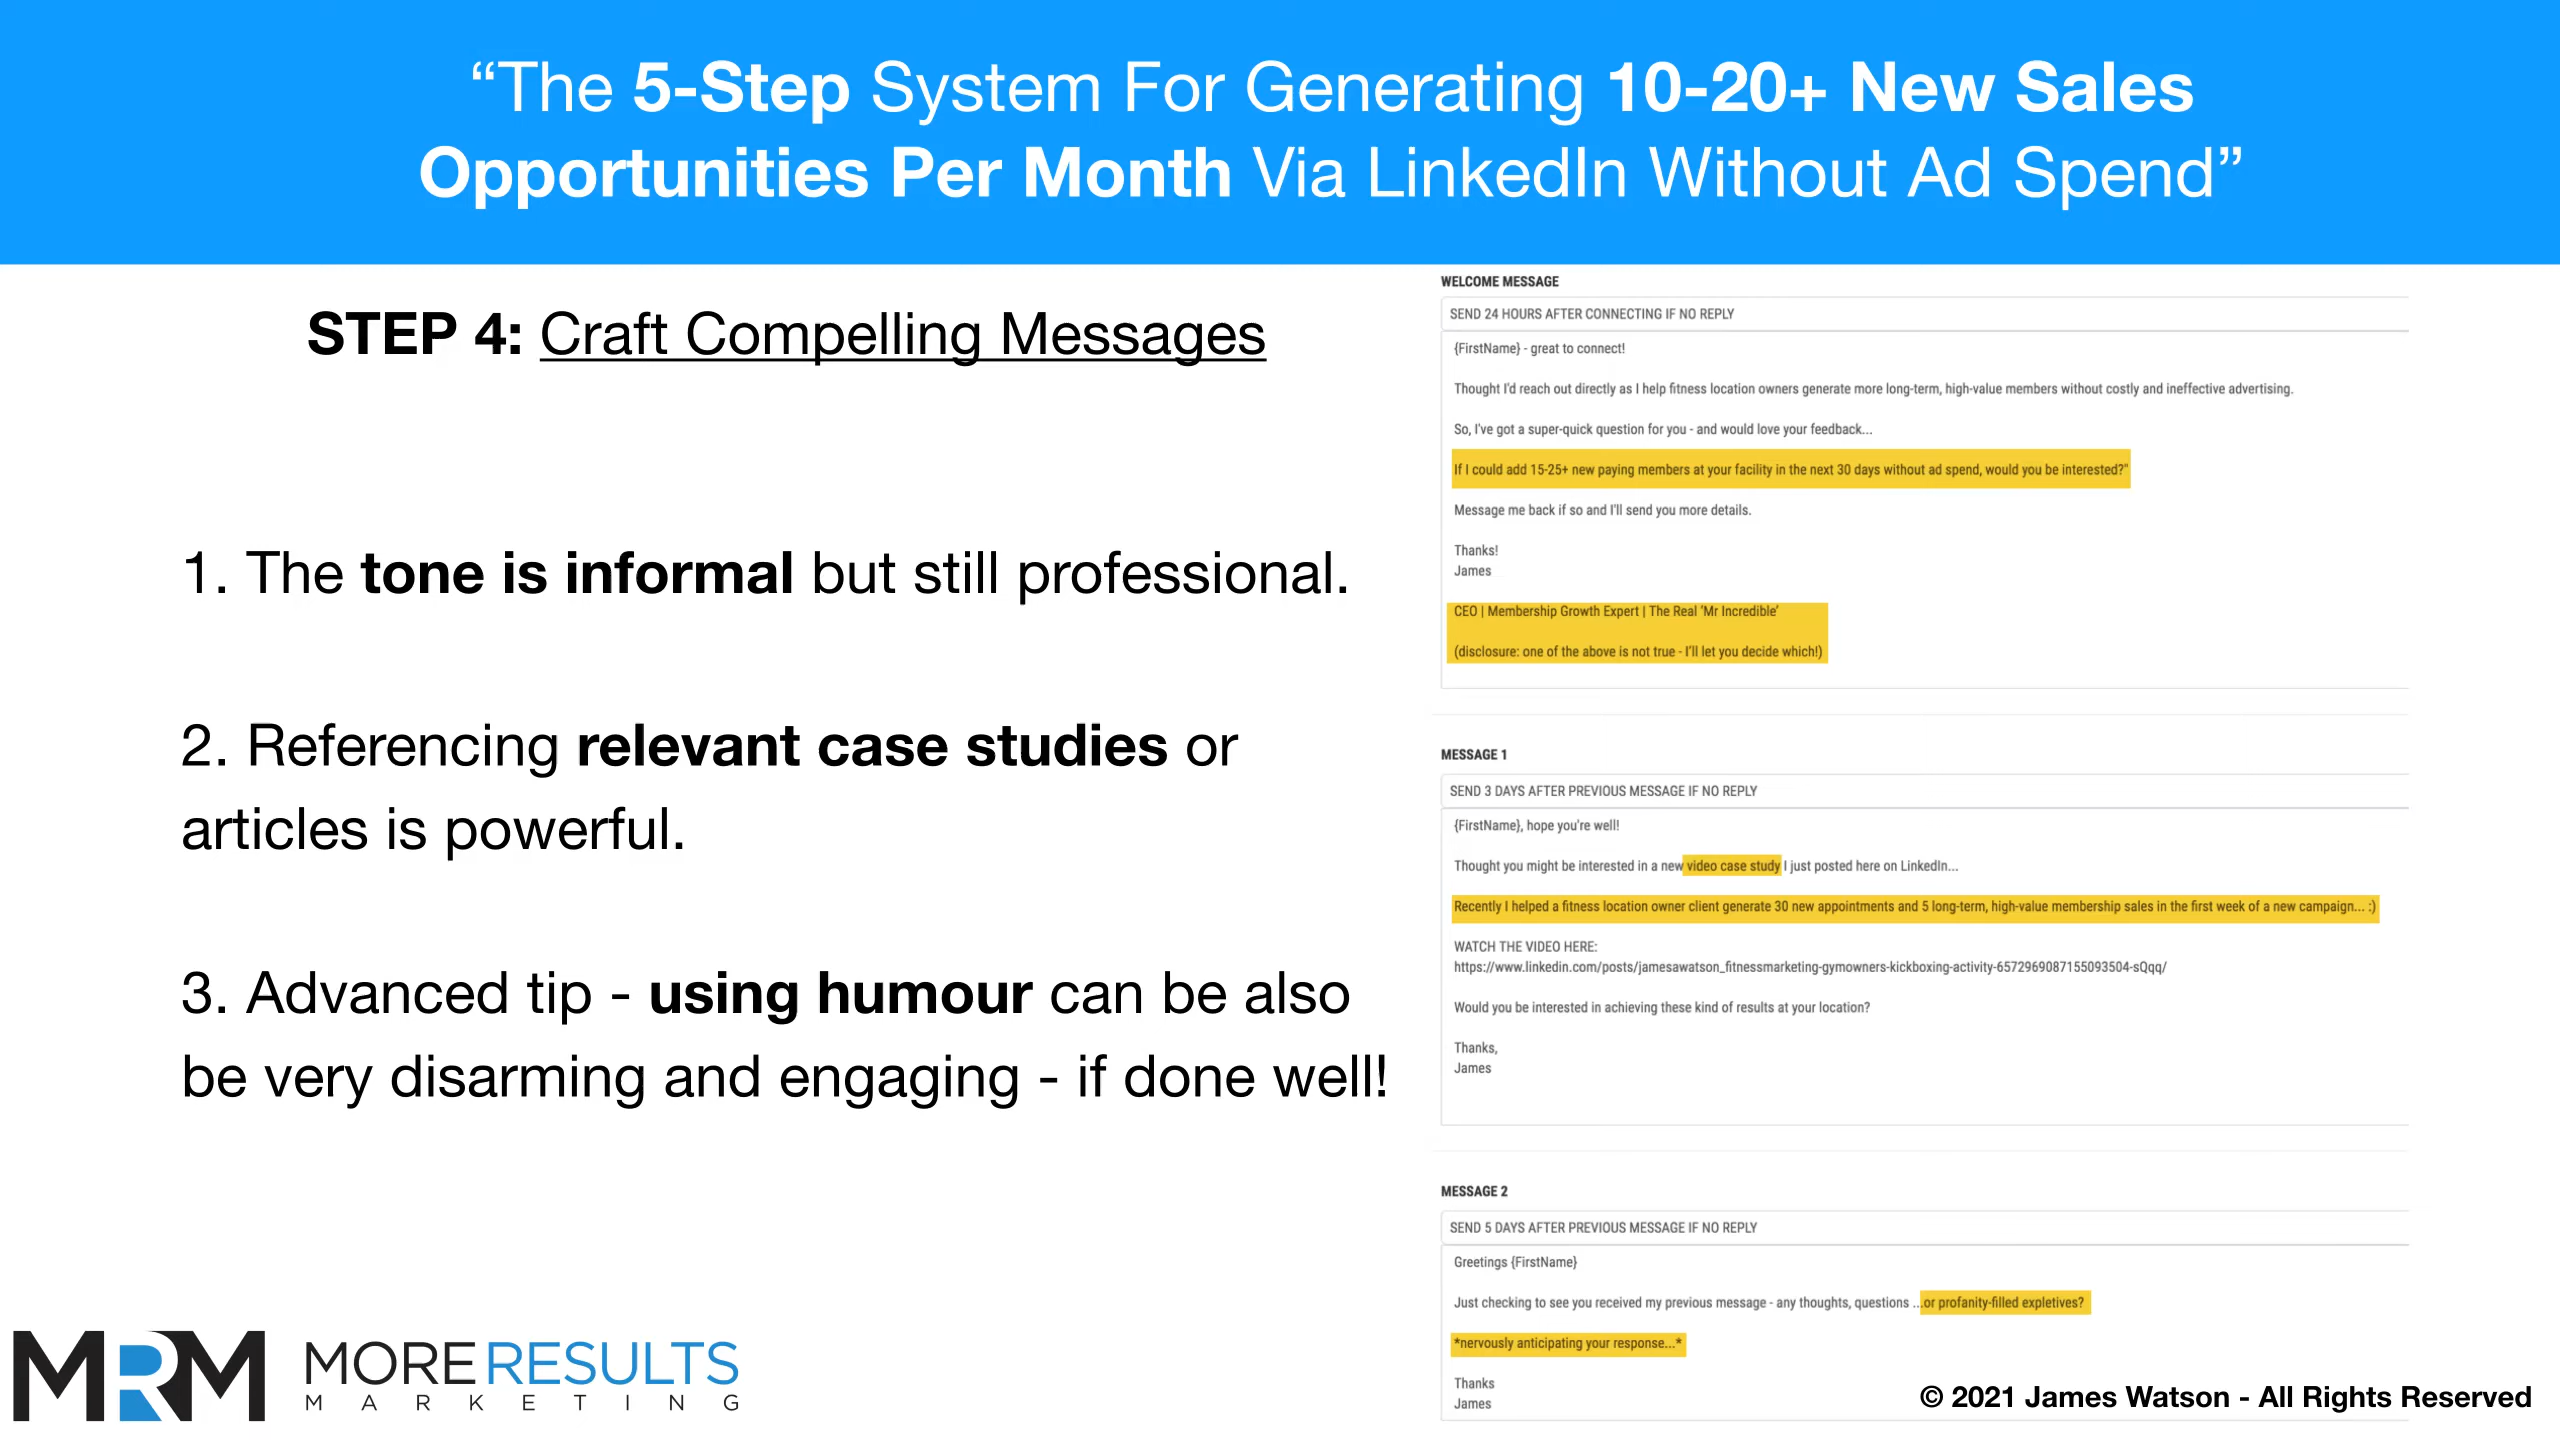 “The 5-Step System For Generating 10-20+ New Sales
Opportunities Per Month Via LinkedIn Without Ad Spend”
STEP 4: Craft Compelling Messages
1. The tone is informal but still professional.
2. Referencing relevant case studies or
articles is powerful.
3. Advanced tip - using humour can be also
be very disarming and engaging - if done well!
WELCOME MESSAGE
SEND 24 HOURS AFTER CONNECTING IF NO REPLY
{FirstName} - great to connect!
Thought I'd reach out directly as I help fitness location owners generate more long-term, high-value members without costly and ineffective advertising.
So, I've got a super-quick question for you - and would love your feedback...
If I could add 15-25+ new paying members at your facility in the next 30 days without ad spend, would you be interested?"
Message me back if so and I'll send you more details.
Thanks!
James
CEO | Membership Growth Expert | The Real ‘Mr Incredible’
(disclosure: one of the above is not true - I’ll let you decide which!)
MESSAGE 1
SEND 3 DAYS AFTER PREVIOUS MESSAGE IF NO REPLY
{FirstName}, hope you're well!
Thought you might be interested in a new video case study I just posted here on LinkedIn...
Recently I helped a fitness location owner client generate 30 new appointments and 5 long-term, high-value membership sales in the first week of a new campaign... :)
WATCH THE VIDEO HERE:
https://www.linkedin.com/posts/jamesawatson_fitnessmarketing-gymowners-kickboxing-activity-6572969087155093504-sQqq/
Would you be interested in achieving these kind of results at your location?
Thanks,
James
MESSAGE 2
SEND 5 DAYS AFTER PREVIOUS MESSAGE IF NO REPLY
Greetings {FirstName}
Just checking to see you received my previous message - any thoughts, questions ...or profanity-filled expletives?
*nervously anticipating your response...*
Thanks
James
MRM MORERESULTS
MARKETING
© 2021 James Watson - All Rights Reserved